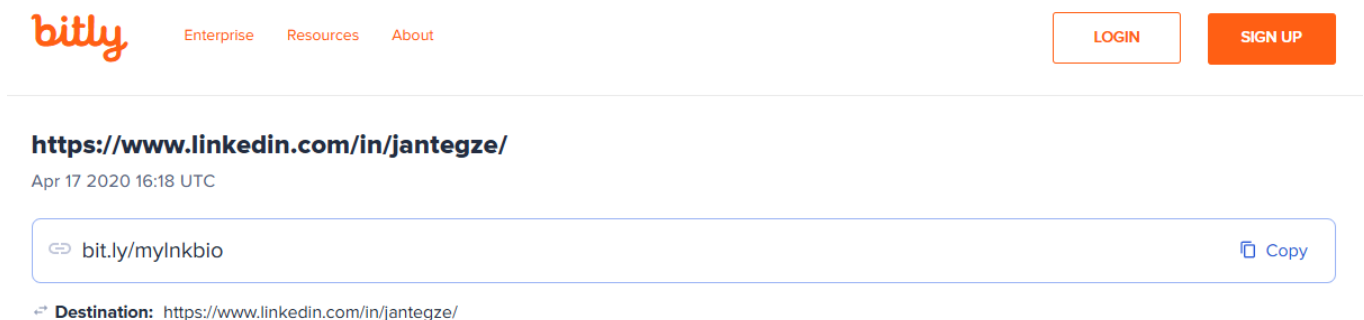 bitly Enterprise Resources About LOGIN SIGN UP
https://www.linkedin.com/in/jantegze/
Apr 17 2020 16:18 UTC
bit.ly/mylnkbio Copy
Destination: https://www.linkedin.com/in/jantegze/